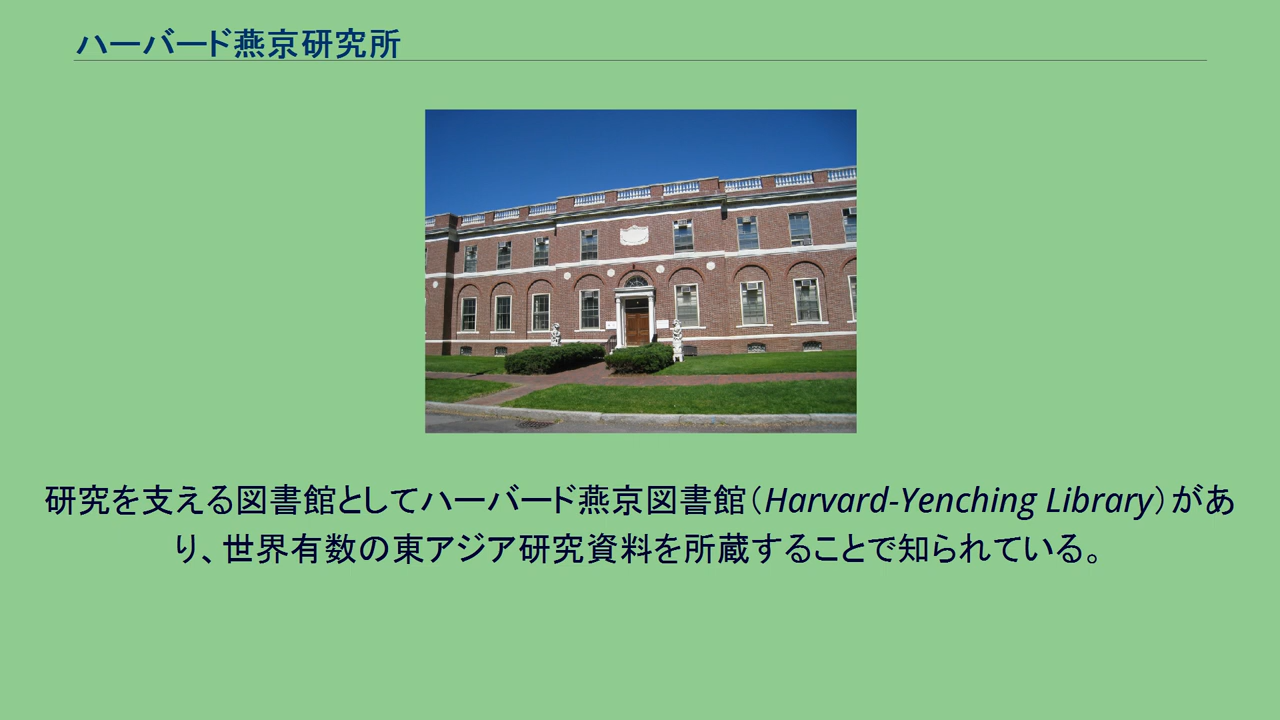 ハーバード燕京研究所
研究を支える図書館としてハーバード燕京図書館（Harvard-Yenching Library）があ
り、世界有数の東アジア研究資料を所蔵することで知られている。